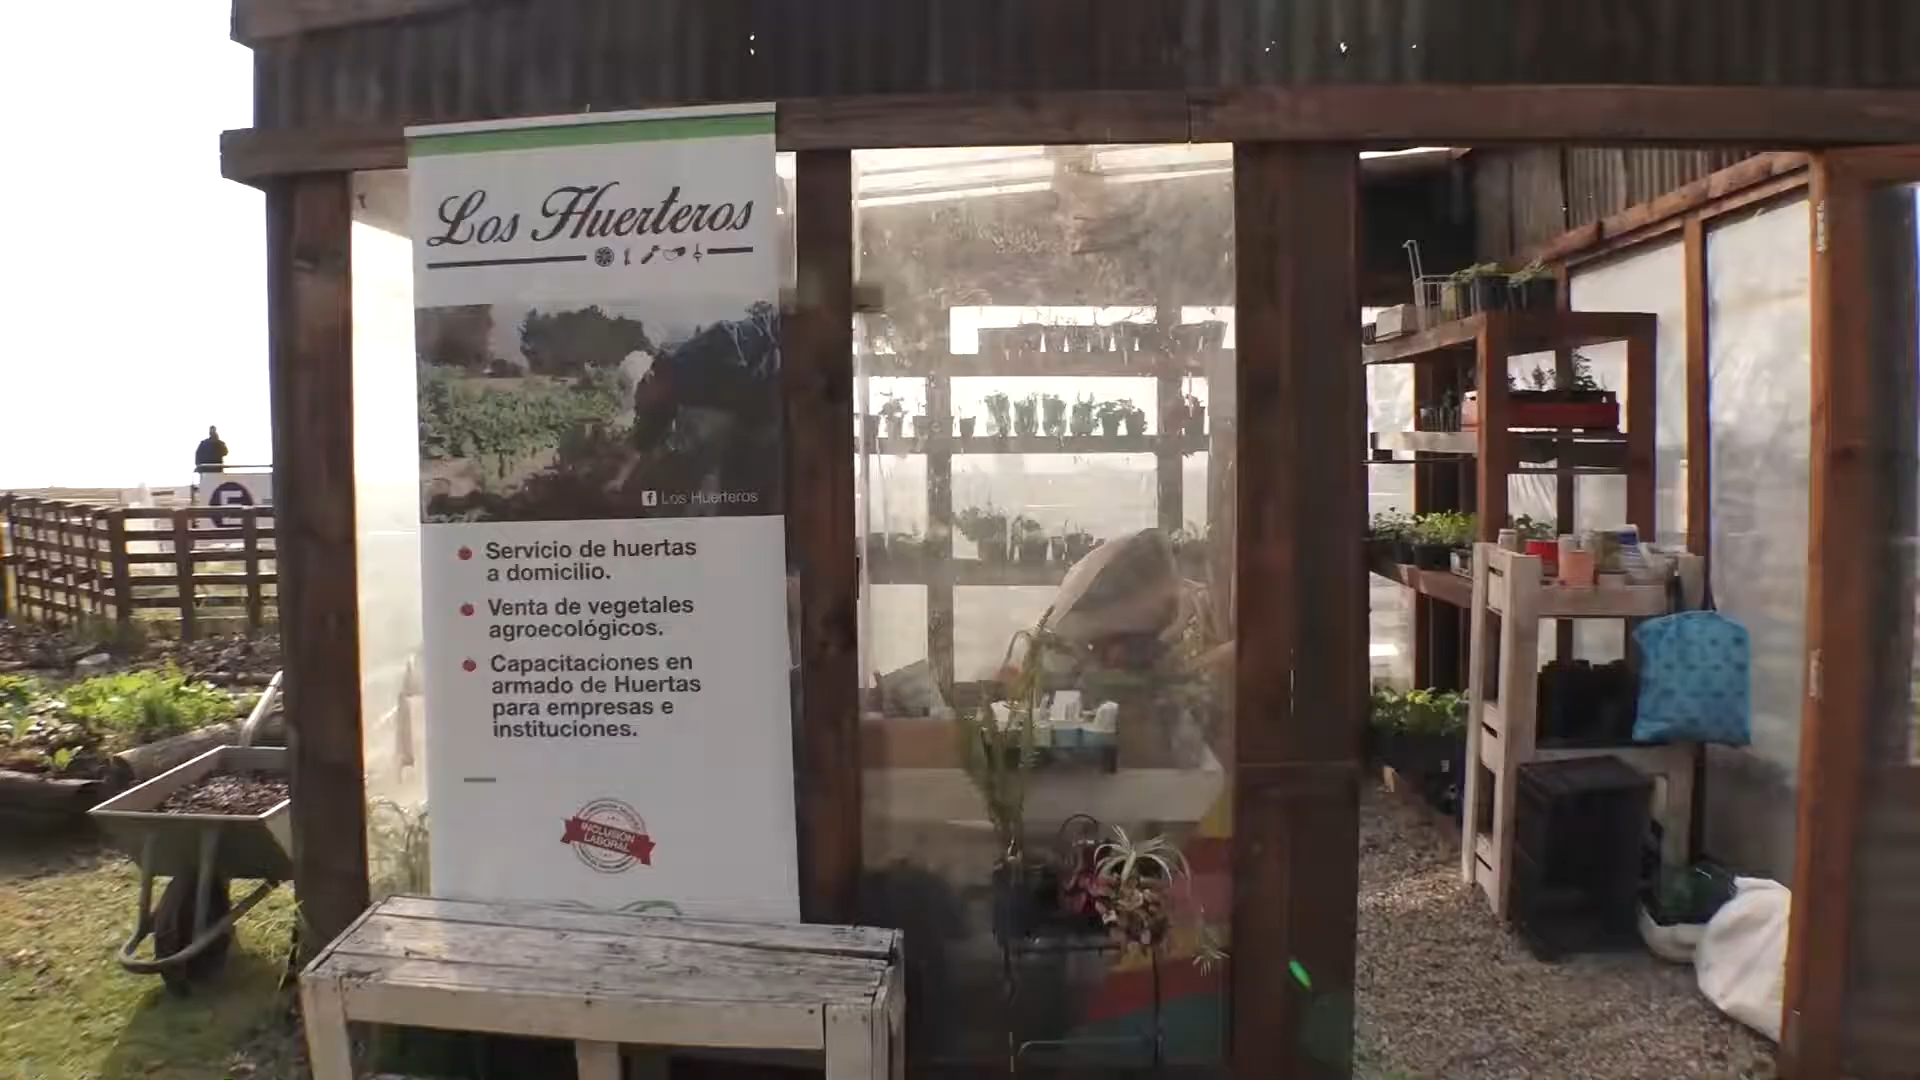 Los Huerteros
f Los Huerteros
Servicio de huertas
a domicilio.
Venta de vegetales
agroecológicos.
Capacitaciones en
armado de Huertas
para empresas e
instituciones.
INCLUSIÓN
LABORAL
E